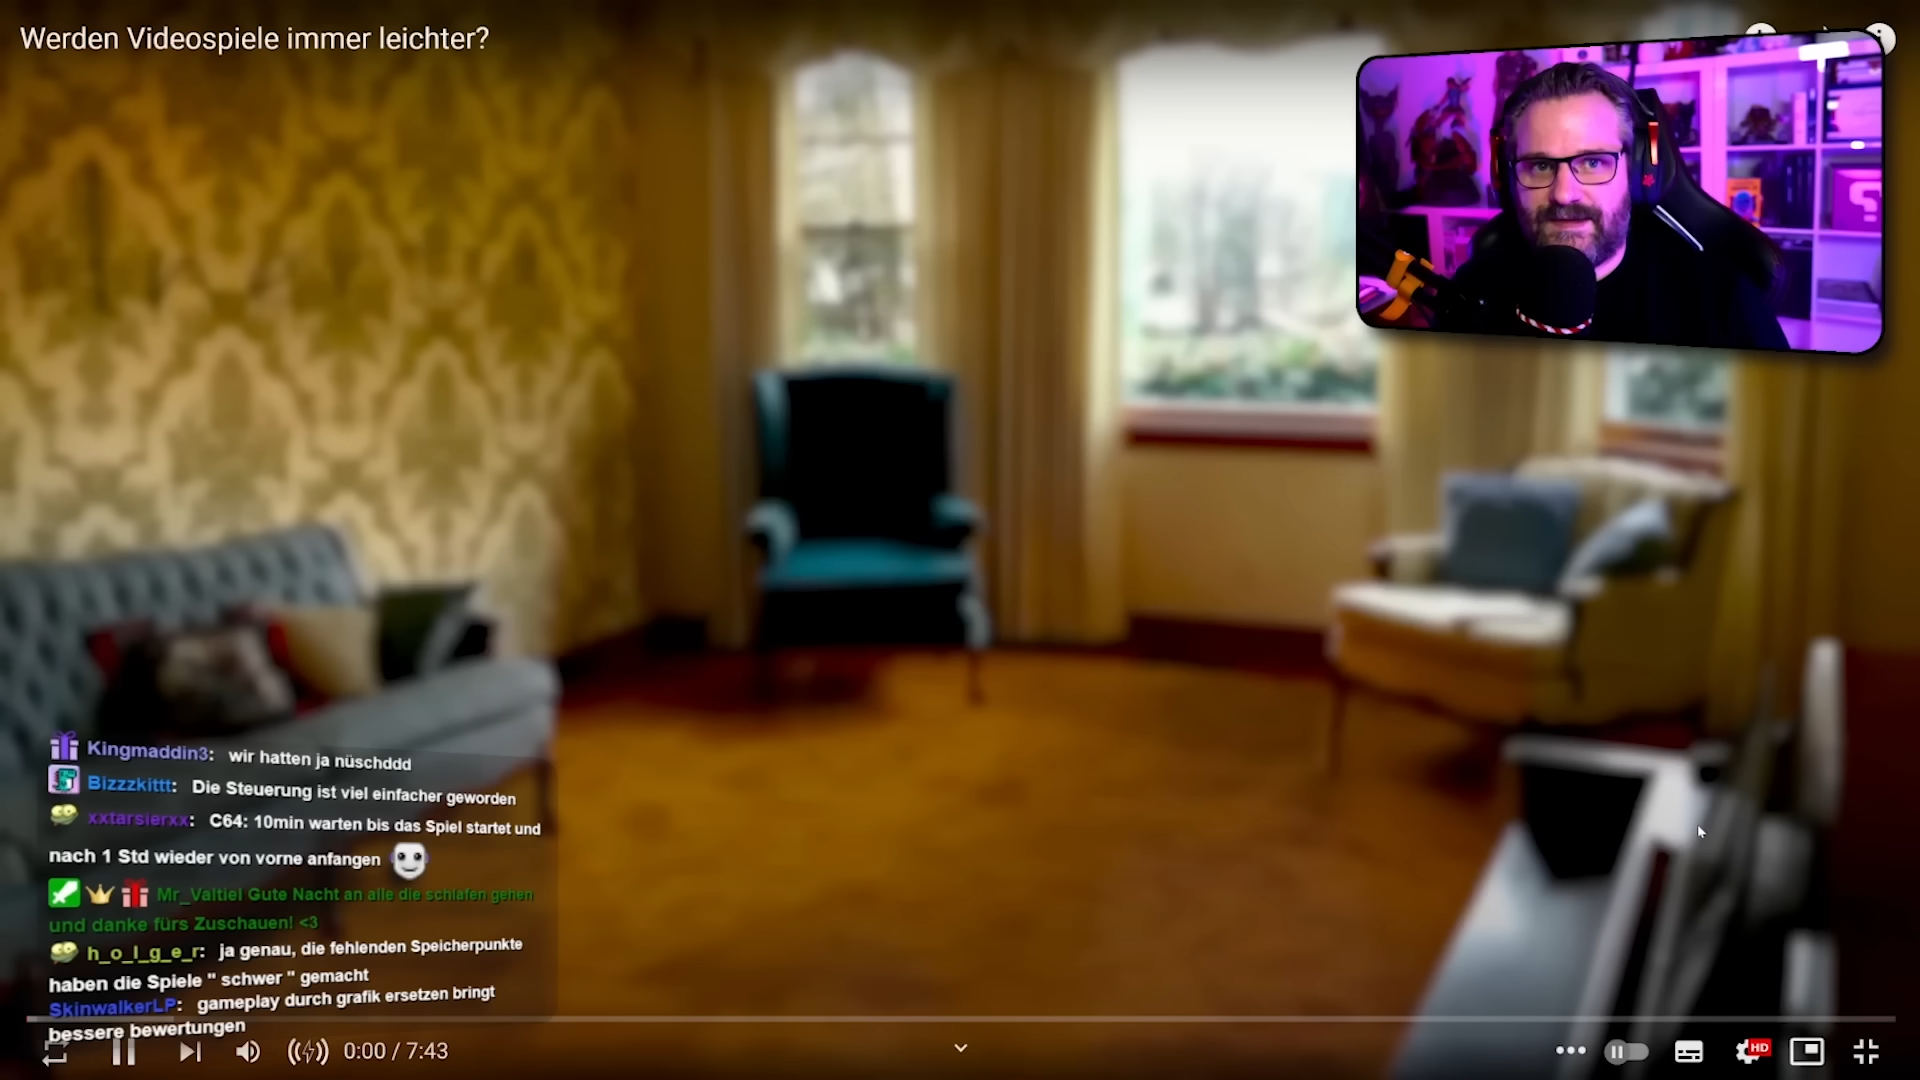 Werden Videospiele immer leichter?
Kingmaddin3: wir hatten ja nüschddd
Bizzzkittt: Die Steuerung ist viel einfacher geworden
xxtarsierxx: C64: 10min warten bis das Spiel startet und
nach 1 Std wieder von vorne anfangen
Mr_Valtiel Gute Nacht an alle die schlafen gehen
und danke fürs Zuschauen! <3
h_o_l_g_e_r: ja genau, die fehlenden Speicherpunkte
haben die Spiele " schwer " gemacht
SkinwalkerLP: gameplay durch grafik ersetzen bringt
bessere bewertungen
0:00 / 7:43
HD